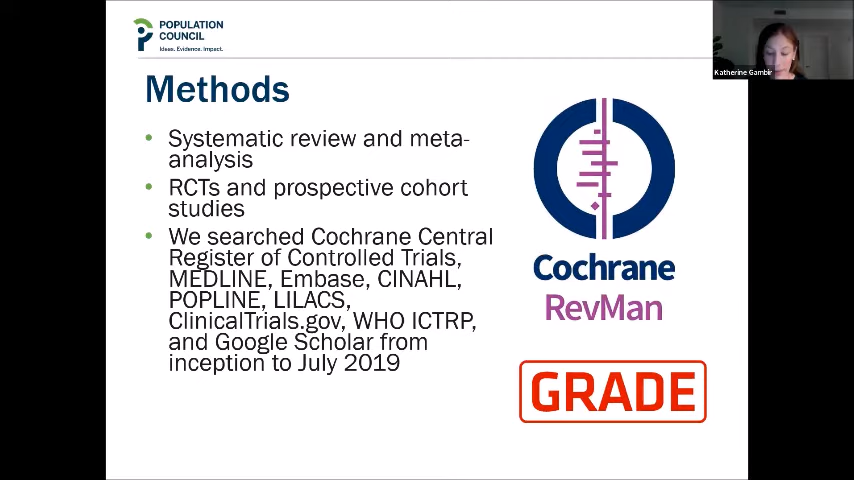 POPULATION
COUNCIL
Ideas. Evidence. Impact.
Katherine Gambir
Methods
• Systematic review and meta-
analysis
• RCTs and prospective cohort
studies
• We searched Cochrane Central
Register of Controlled Trials,
MEDLINE, Embase, CINAHL,
POPLINE, LILACS,
ClinicalTrials.gov, WHO ICTRP,
and Google Scholar from
inception to July 2019
Cochrane
RevMan
GRADE